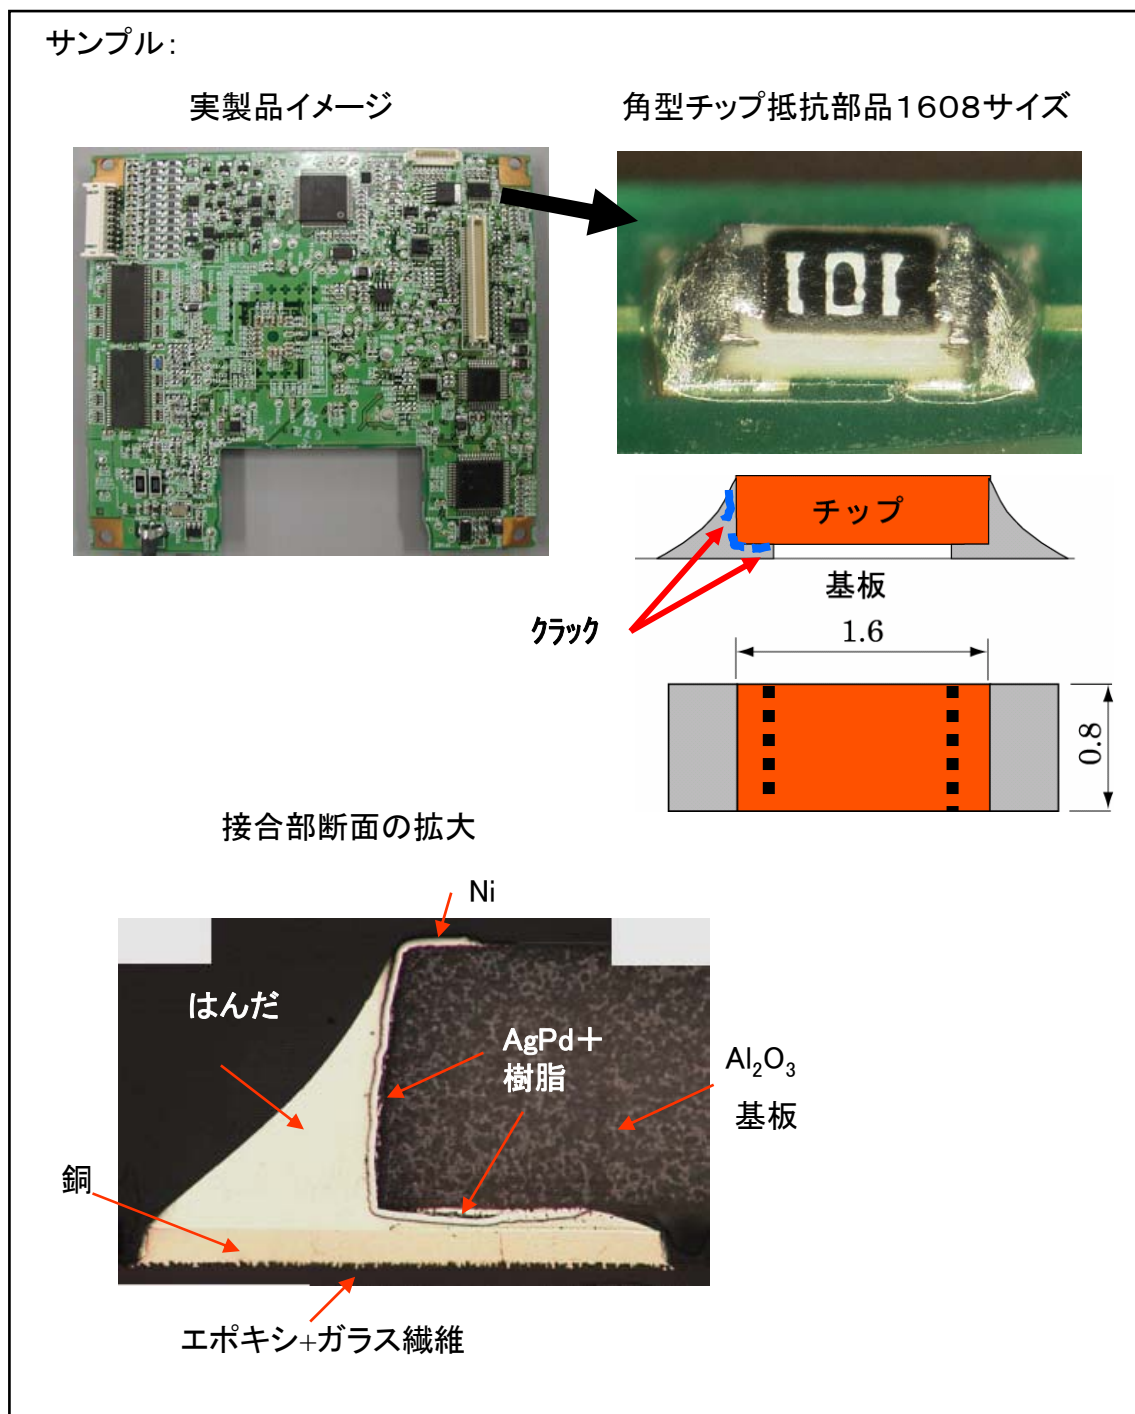 サンプル：
実製品イメージ
角型チップ抵抗部品１６０８サイズ
101
チップ
基板
クラック
1.6
0.8
接合部断面の拡大
Ni
はんだ
AgPd＋
樹脂
Al₂O₃
基板
銅
エポキシ+ガラス繊維